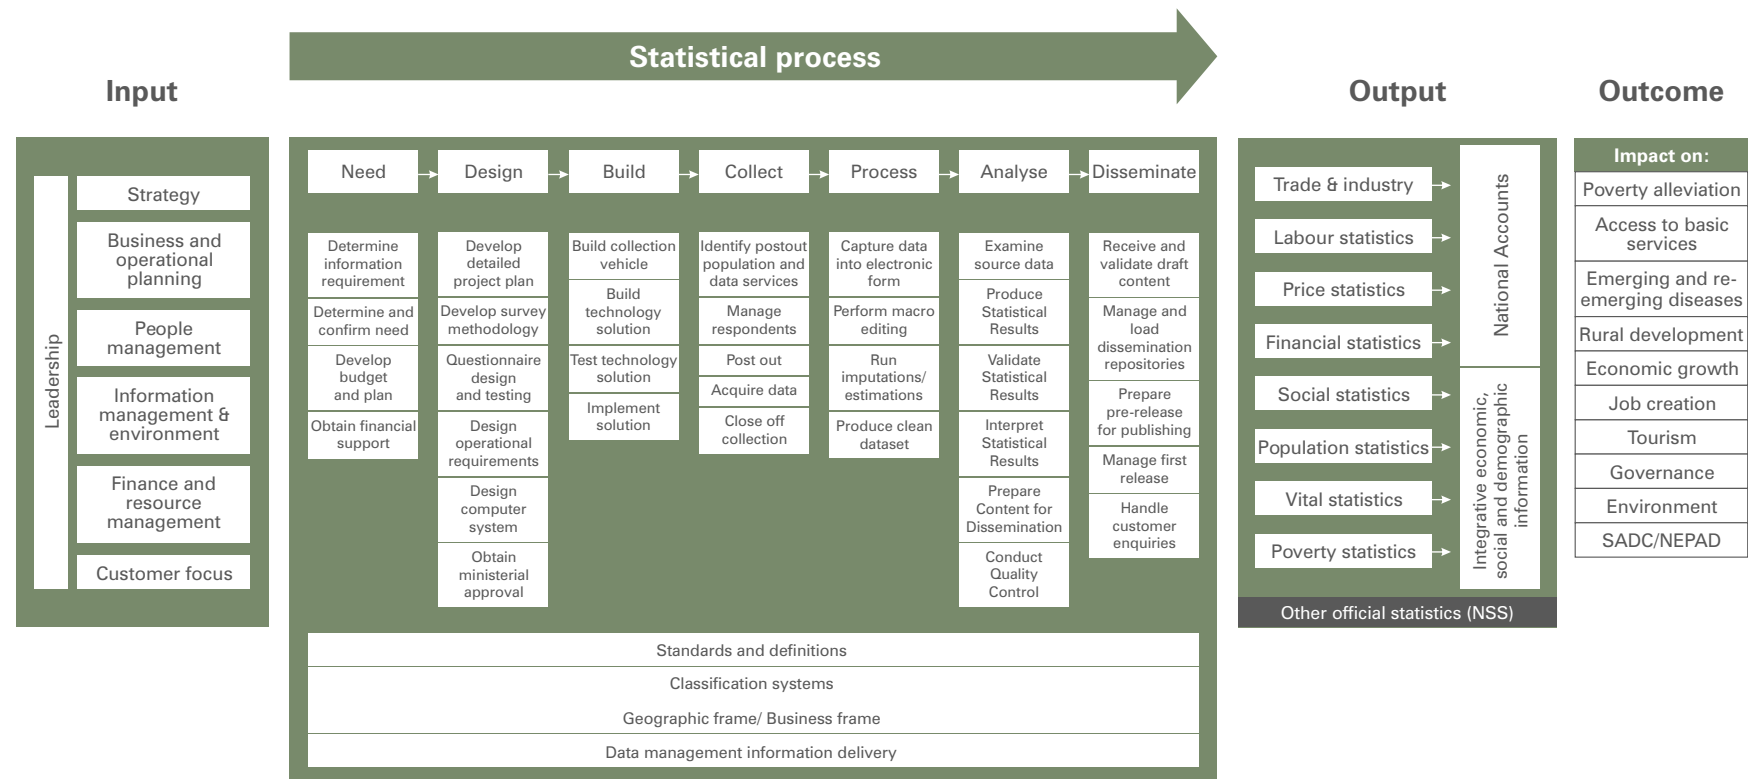 Statistical process
Input
Output
Outcome
Leadership
Strategy
Business and
operational
planning
People
management
Information
management &
environment
Finance and
resource
management
Customer focus
Need
Design
Build
Collect
Process
Analyse
Disseminate
Determine
information
requirement
Determine and
confirm need
Develop
budget
and plan
Obtain financial
support
Develop
detailed
project plan
Develop survey
methodology
Questionnaire
design
and testing
Design
operational
requirements
Design
computer
system
Obtain
ministerial
approval
Build collection
vehicle
Build
technology
solution
Test technology
solution
Implement
solution
Identify postout
population and
data services
Manage
respondents
Post out
Acquire data
Close off
collection
Capture data
into electronic
form
Perform macro
editing
Run
imputations/
estimations
Produce clean
dataset
Examine
source data
Produce
Statistical
Results
Validate
Statistical
Results
Interpret
Statistical
Results
Prepare
Content for
Dissemination
Conduct
Quality
Control
Receive and
validate draft
content
Manage and
load
dissemination
repositories
Prepare
pre-release
for publishing
Manage first
release
Handle
customer
enquiries
Standards and definitions
Classification systems
Geographic frame/ Business frame
Data management information delivery
Trade & industry
Labour statistics
Price statistics
Financial statistics
Social statistics
Population statistics
Vital statistics
Poverty statistics
National Accounts
Integrative economic,
social and demographic
information
Other official statistics (NSS)
Impact on:
Poverty alleviation
Access to basic
services
Emerging and re-
emerging diseases
Rural development
Economic growth
Job creation
Tourism
Governance
Environment
SADC/NEPAD